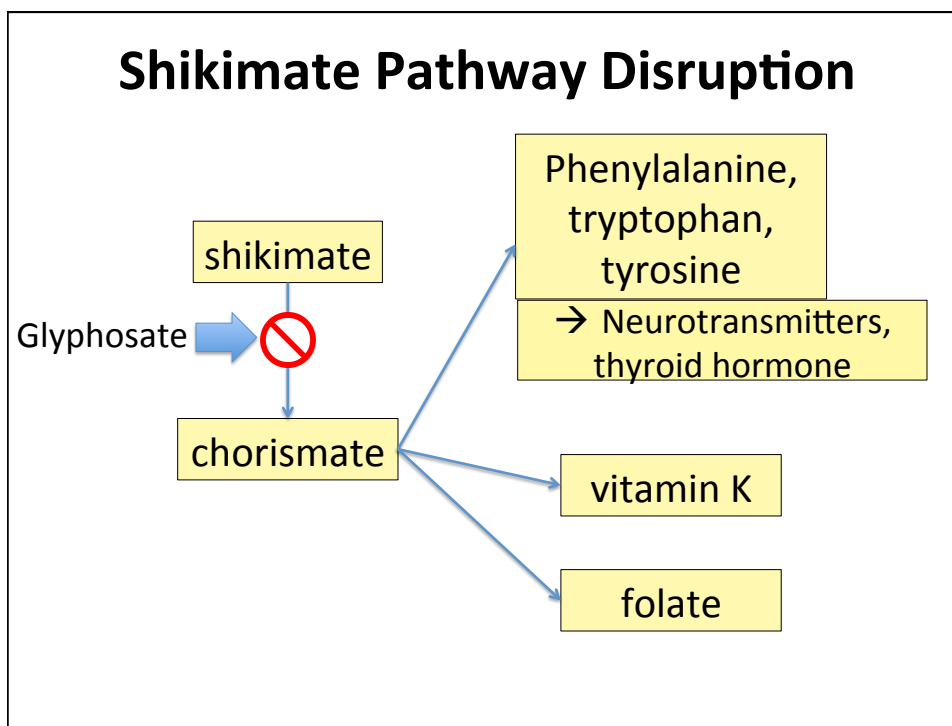 Shikimate Pathway Disruption
Phenylalanine,
tryptophan,
tyrosine
→ Neurotransmitters,
thyroid hormone
shikimate
Glyphosate
chorismate
vitamin K
folate